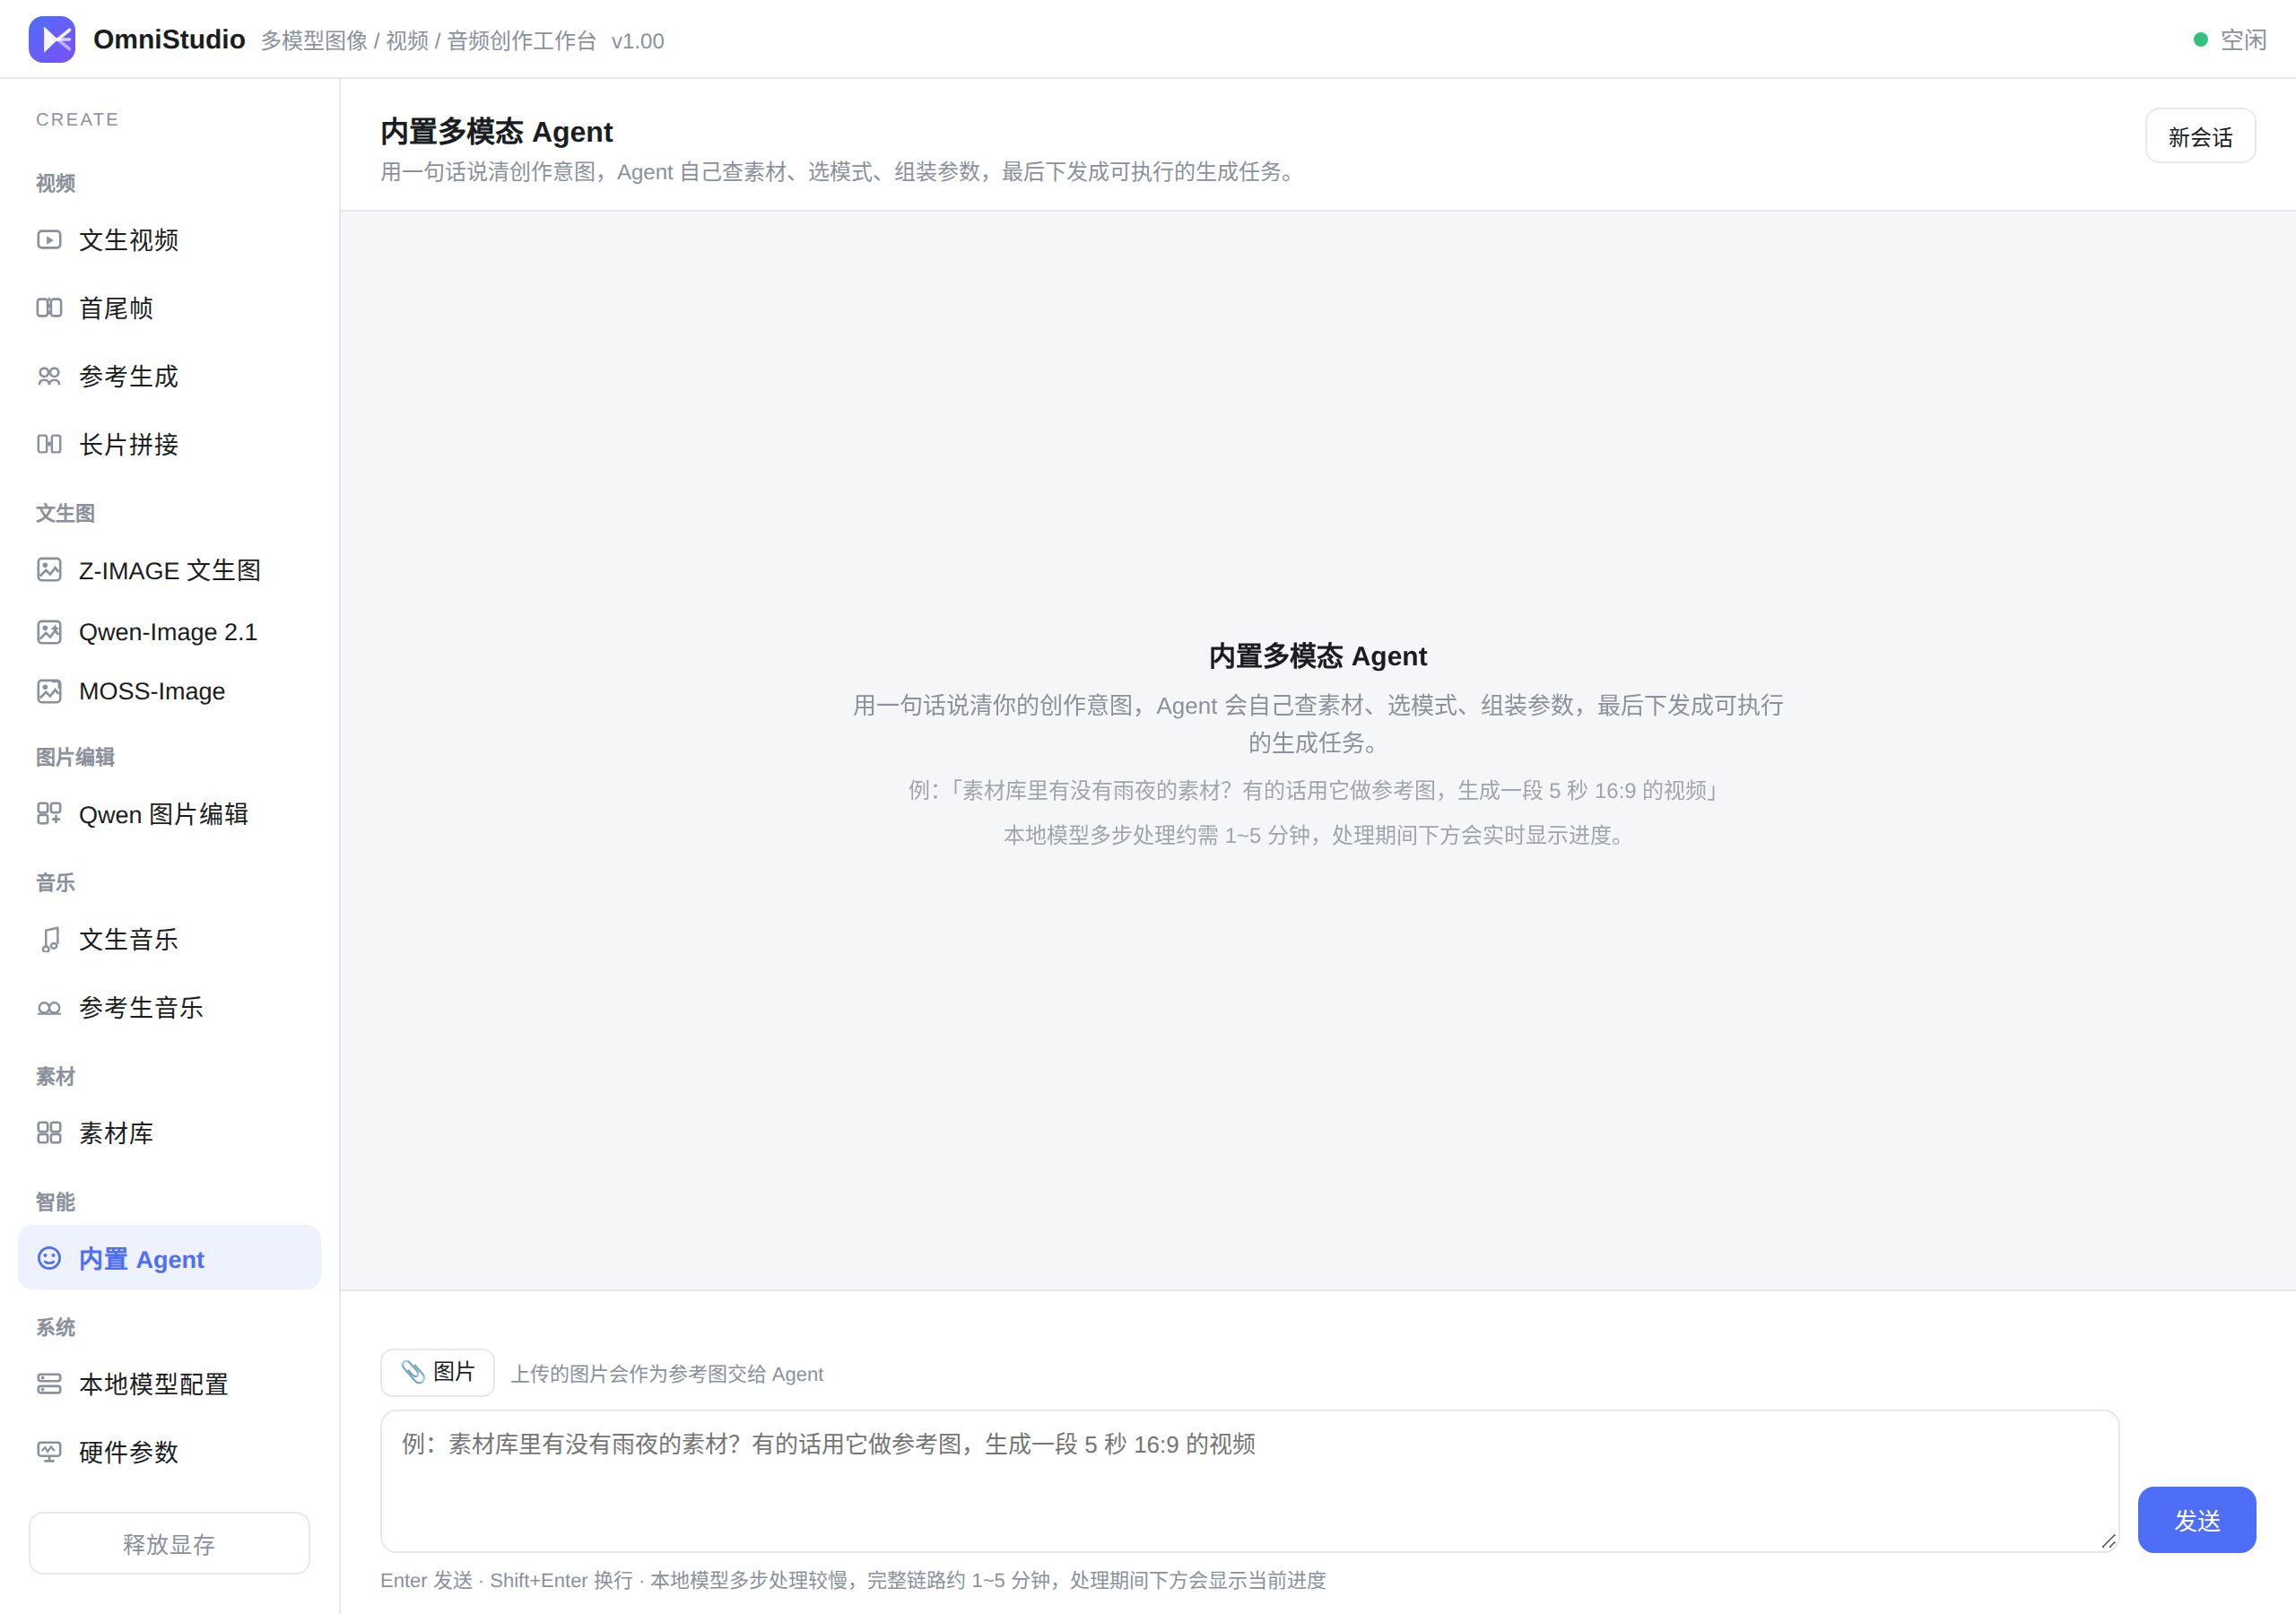 OmniStudio 多模型图像 / 视频 / 音频创作工作台 v1.00
空闲
CREATE
视频
文生视频
首尾帧
参考生成
长片拼接
文生图
Z-IMAGE 文生图
Qwen-Image 2.1
MOSS-Image
图片编辑
Qwen 图片编辑
音乐
文生音乐
参考生音乐
素材
素材库
智能
内置 Agent
系统
本地模型配置
硬件参数
释放显存
内置多模态 Agent
用一句话说清创作意图，Agent 自己查素材、选模式、组装参数，最后下发成可执行的生成任务。
新会话
内置多模态 Agent
用一句话说清你的创作意图，Agent 会自己查素材、选模式、组装参数，最后下发成可执行
的生成任务。
例：「素材库里有没有雨夜的素材？有的话用它做参考图，生成一段 5 秒 16:9 的视频」
本地模型多步处理约需 1~5 分钟，处理期间下方会实时显示进度。
📎 图片
上传的图片会作为参考图交给 Agent
例：素材库里有没有雨夜的素材？有的话用它做参考图，生成一段 5 秒 16:9 的视频
发送
Enter 发送 · Shift+Enter 换行 · 本地模型多步处理较慢，完整链路约 1~5 分钟，处理期间下方会显示当前进度